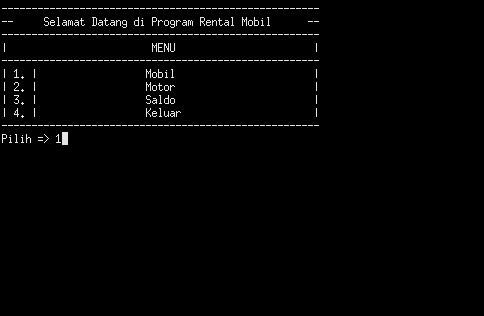 -----------------------------------------------------
--     Selamat Datang di Program Rental Mobil      --
-----------------------------------------------------
|                        MENU                       |
-----------------------------------------------------
| 1. |                  Mobil                       |
| 2. |                  Motor                       |
| 3. |                  Saldo                       |
| 4. |                  Keluar                      |
-----------------------------------------------------
Pilih => 1